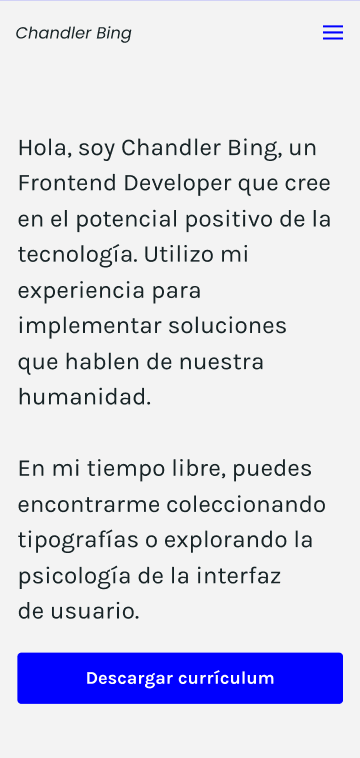 Chandler Bing
Hola, soy Chandler Bing, un
Frontend Developer que cree
en el potencial positivo de la
tecnología. Utilizo mi
experiencia para
implementar soluciones
que hablen de nuestra
humanidad.
En mi tiempo libre, puedes
encontrarme coleccionando
tipografías o explorando la
psicología de la interfaz
de usuario.
Descargar currículum